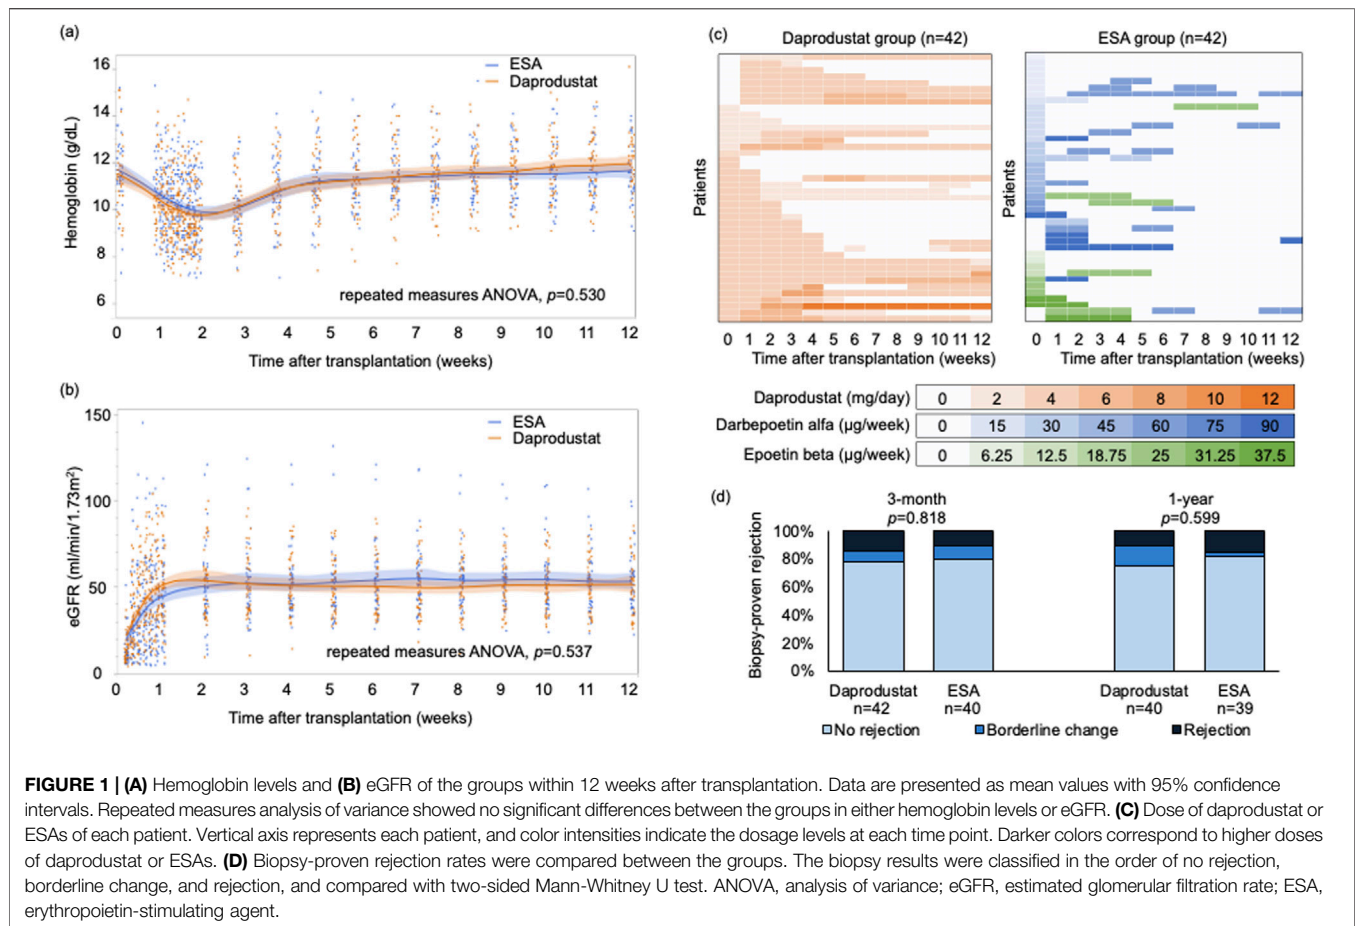 (a)
ESA
Daprodustat
Hemoglobin (g/dL)
16
14
12
10
8
6
repeated measures ANOVA, p=0.530
0 1 2 3 4 5 6 7 8 9 10 11 12
Time after transplantation (weeks)
(b)
ESA
Daprodustat
eGFR (ml/min/1.73m²)
150
100
50
0
repeated measures ANOVA, p=0.537
0 1 2 3 4 5 6 7 8 9 10 11 12
Time after transplantation (weeks)
(c)
Daprodustat group (n=42)
Patients
0 1 2 3 4 5 6 7 8 9 10 11 12
Time after transplantation (weeks)
ESA group (n=42)
Patients
0 1 2 3 4 5 6 7 8 9 10 11 12
Time after transplantation (weeks)
Daprodustat (mg/day) 0 2 4 6 8 10 12
Darbepoetin alfa (µg/week) 0 15 30 45 60 75 90
Epoetin beta (µg/week) 0 6.25 12.5 18.75 25 31.25 37.5
(d)
3-month
p=0.818
1-year
p=0.599
Biopsy-proven rejection
100%
80%
60%
40%
20%
0%
Daprodustat
n=42
ESA
n=40
Daprodustat
n=40
ESA
n=39
No rejection Borderline change Rejection
FIGURE 1 | (A) Hemoglobin levels and (B) eGFR of the groups within 12 weeks after transplantation. Data are presented as mean values with 95% confidence
intervals. Repeated measures analysis of variance showed no significant differences between the groups in either hemoglobin levels or eGFR. (C) Dose of daprodustat or
ESAs of each patient. Vertical axis represents each patient, and color intensities indicate the dosage levels at each time point. Darker colors correspond to higher doses
of daprodustat or ESAs. (D) Biopsy-proven rejection rates were compared between the groups. The biopsy results were classified in the order of no rejection,
borderline change, and rejection, and compared with two-sided Mann-Whitney U test. ANOVA, analysis of variance; eGFR, estimated glomerular filtration rate; ESA,
erythropoietin-stimulating agent.